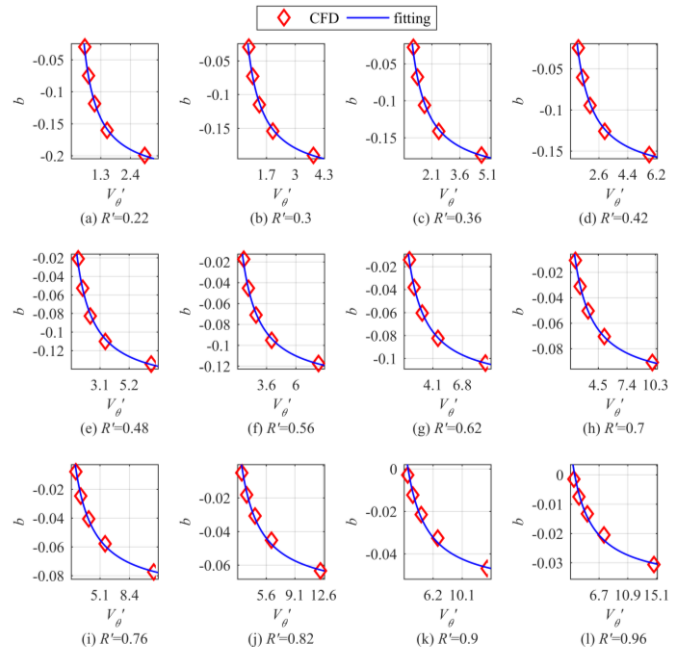 CFD fitting
-0.05 -0.1 -0.15 -0.2
b
1.3 2.4
V_θ'
(a) R'=0.22
-0.05 -0.1 -0.15
b
1.7 3 4.3
V_θ'
(b) R'=0.3
-0.05 -0.1 -0.15
b
2.1 3.6 5.1
V_θ'
(c) R'=0.36
-0.05 -0.1 -0.15
b
2.6 4.4 6.2
V_θ'
(d) R'=0.42
-0.02 -0.04 -0.06 -0.08 -0.1 -0.12
b
3.1 5.2
V_θ'
(e) R'=0.48
-0.02 -0.04 -0.06 -0.08 -0.1 -0.12
b
3.6 6
V_θ'
(f) R'=0.56
-0.02 -0.04 -0.06 -0.08 -0.1
b
4.1 6.8
V_θ'
(g) R'=0.62
-0.02 -0.04 -0.06 -0.08
b
4.5 7.4 10.3
V_θ'
(h) R'=0.7
-0.02 -0.04 -0.06 -0.08
b
5.1 8.4
V_θ'
(i) R'=0.76
-0.02 -0.04 -0.06
b
5.6 9.1 12.6
V_θ'
(j) R'=0.82
0 -0.02 -0.04
b
6.2 10.1
V_θ'
(k) R'=0.9
0 -0.01 -0.02 -0.03
b
6.7 10.9 15.1
V_θ'
(l) R'=0.96